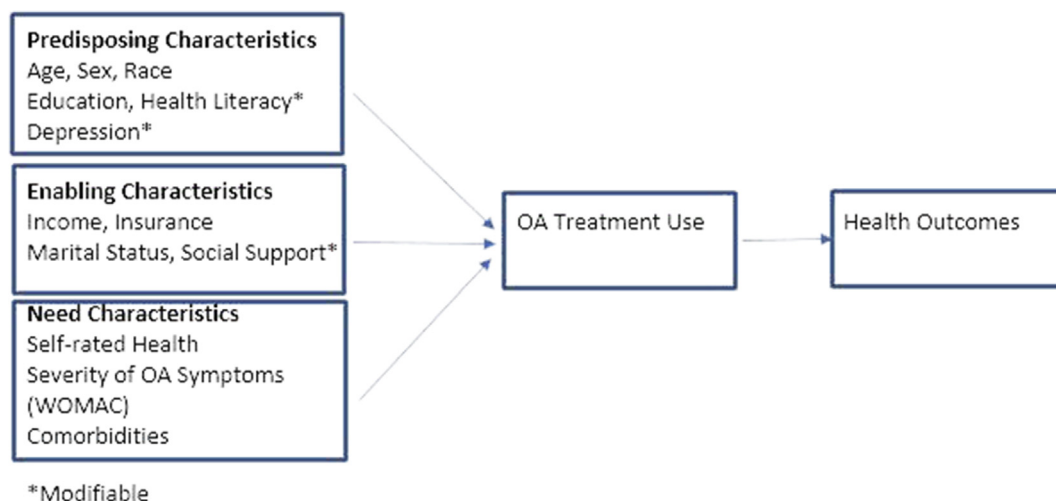 Predisposing Characteristics
Age, Sex, Race
Education, Health Literacy*
Depression*
Enabling Characteristics
Income, Insurance
Marital Status, Social Support*
Need Characteristics
Self-rated Health
Severity of OA Symptoms
(WOMAC)
Comorbidities
OA Treatment Use
Health Outcomes
*Modifiable